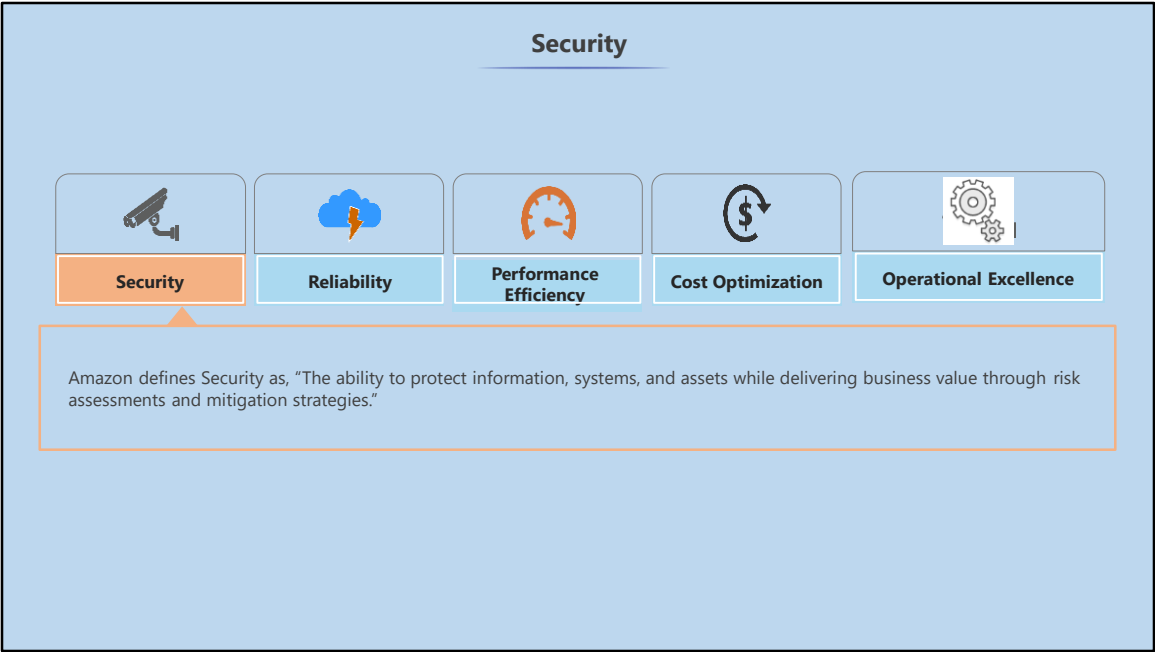 Security
Security
Reliability
Performance
Efficiency
Cost Optimization
Operational Excellence
Amazon defines Security as, “The ability to protect information, systems, and assets while delivering business value through risk
assessments and mitigation strategies.”